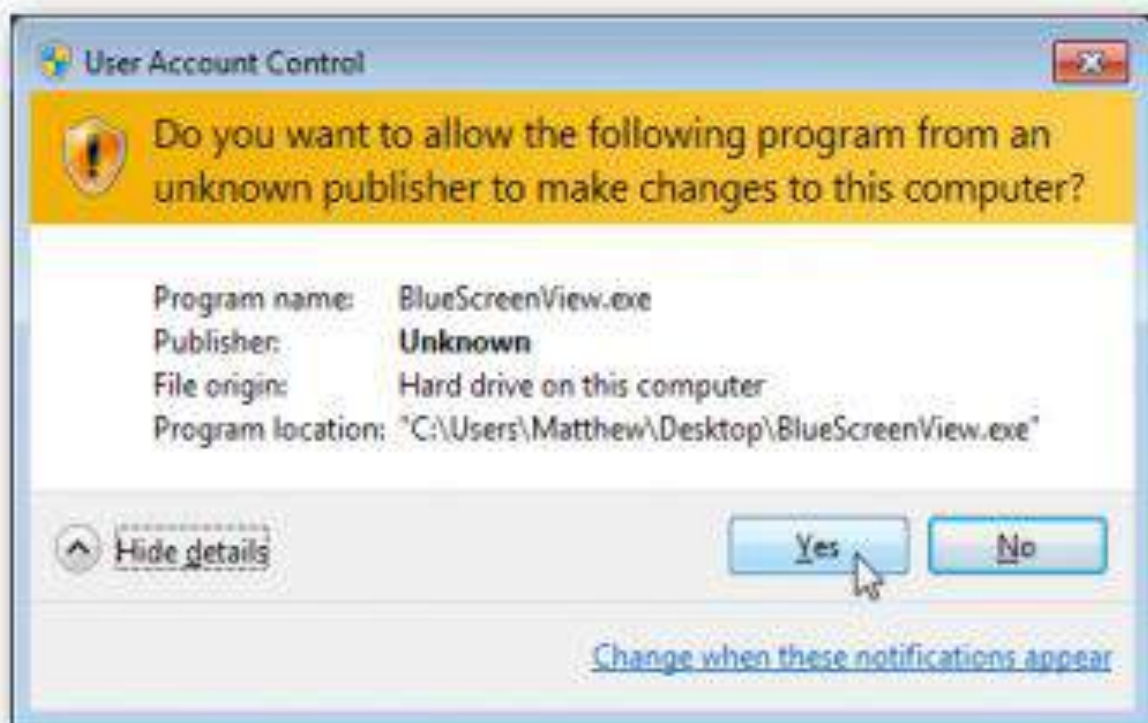 User Account Control
Do you want to allow the following program from an
unknown publisher to make changes to this computer?
Program name: BlueScreenView.exe
Publisher: Unknown
File origin: Hard drive on this computer
Program location: "C:\Users\Matthew\Desktop\BlueScreenView.exe"
Hide details
Yes
No
Change when these notifications appear